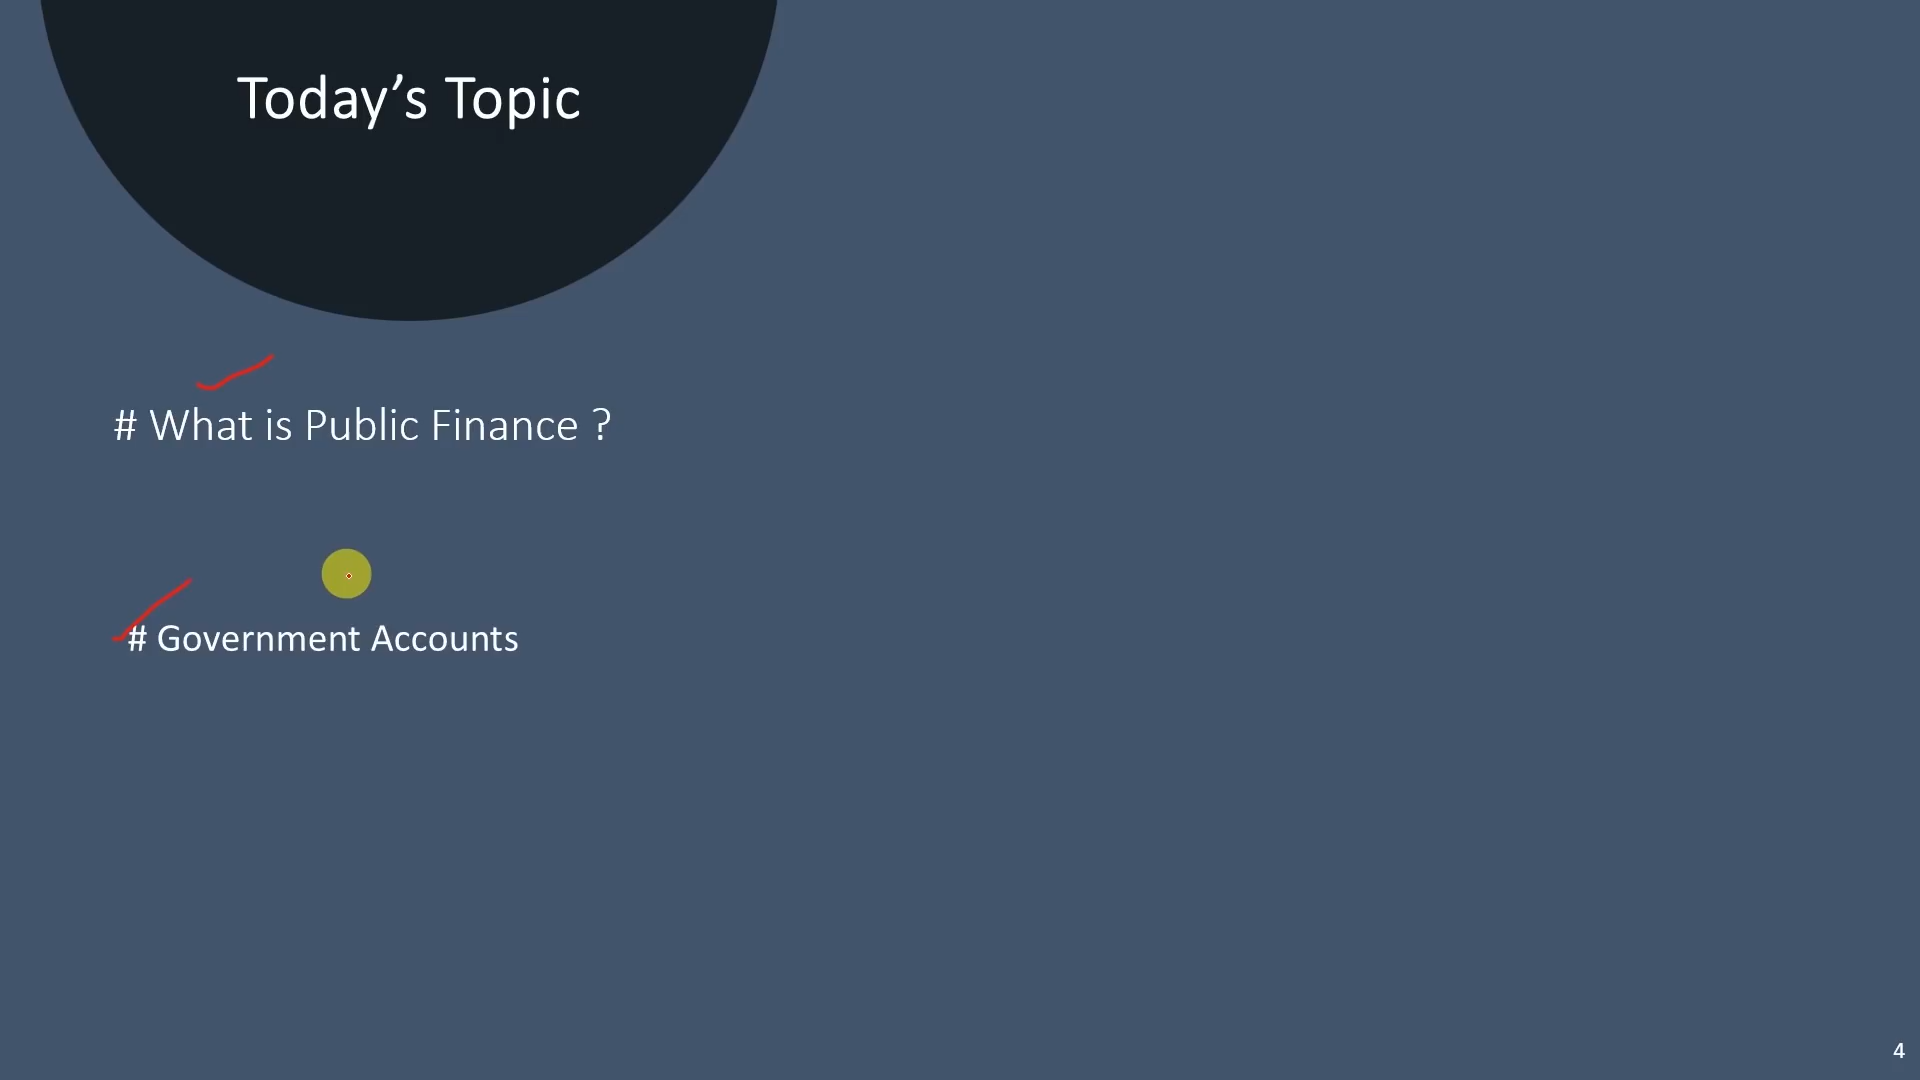 Today’s Topic
# What is Public Finance ?
# Government Accounts
4